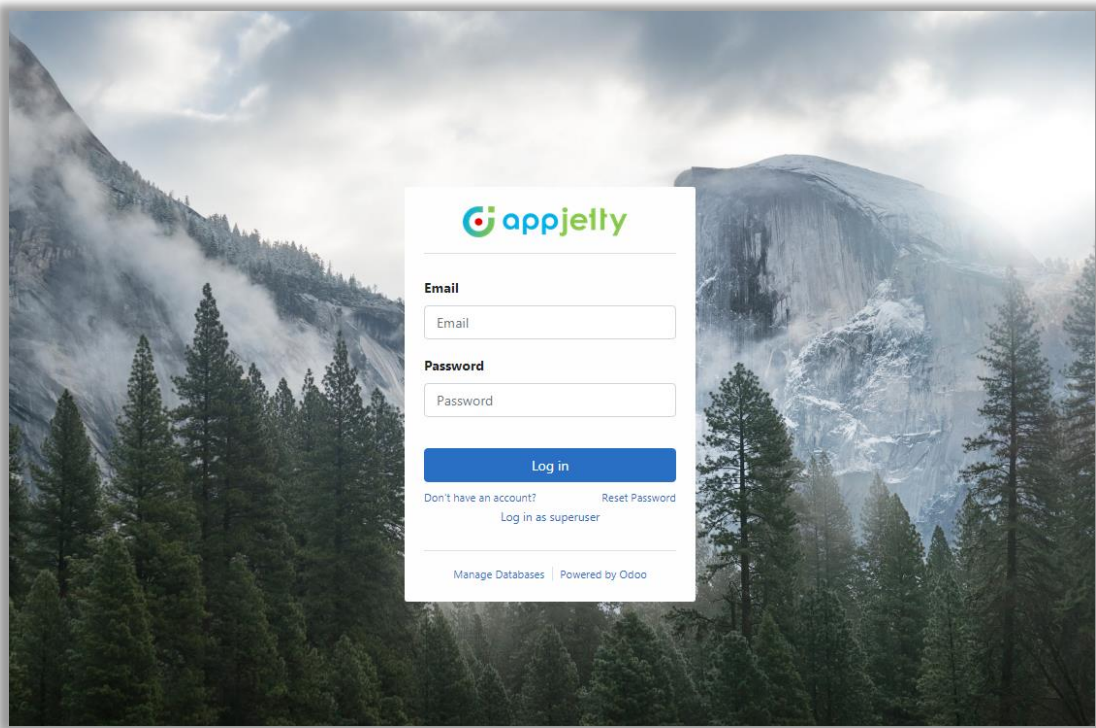 appjetty
Email
Email
Password
Password
Log in
Don't have an account? Reset Password
Log in as superuser
Manage Databases Powered by Odoo